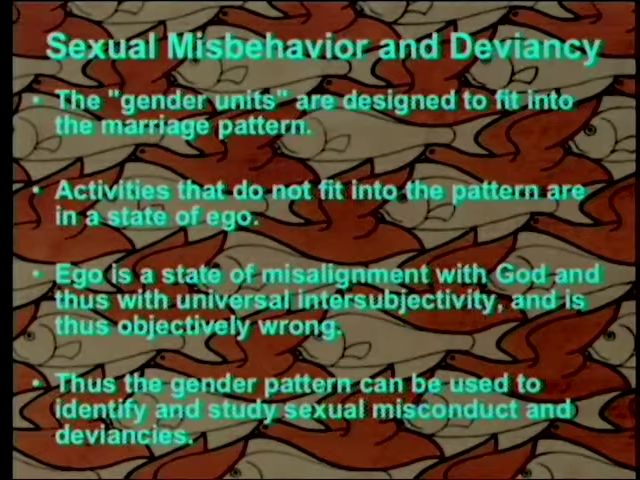 Sexual Misbehavior and Deviancy
• The "gender units" are designed to fit into
the marriage pattern.
• Activities that do not fit into the pattern are
in a state of ego.
• Ego is a state of misalignment with God and
thus with universal intersubjectivity, and is
thus objectively wrong.
• Thus the gender pattern can be used to
identify and study sexual misconduct and
deviancies.